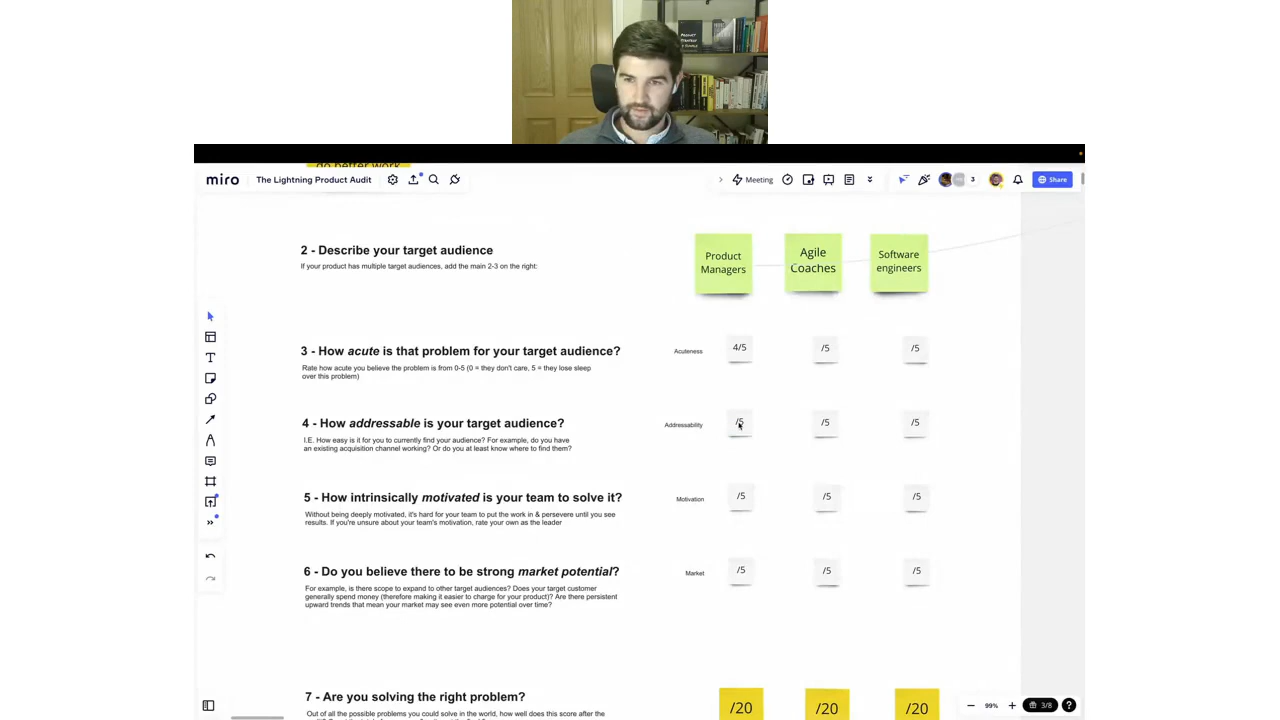 PRODUCT
STRATEGY
do better work
miro
The Lightning Product Audit
Meeting
3
Share
2 - Describe your target audience
If your product has multiple target audiences, add the main 2-3 on the right:
Product
Managers
Agile
Coaches
Software
engineers
3 - How acute is that problem for your target audience?
Rate how acute you believe the problem is from 0-5 (0 = they don't care, 5 = they lose sleep
over this problem)
Acuteness
4/5
/5
/5
4 - How addressable is your target audience?
I.E. How easy is it for you to currently find your audience? For example, do you have
an existing acquisition channel working? Or do you at least know where to find them?
Addressability
/5
/5
/5
5 - How intrinsically motivated is your team to solve it?
Without being deeply motivated, it's hard for your team to put the work in & persevere until you see
results. If you're unsure about your team's motivation, rate your own as the leader
Motivation
/5
/5
/5
6 - Do you believe there to be strong market potential?
For example, is there scope to expand to other target audiences? Does your target customer
generally spend money (therefore making it easier to charge for your product)? Are there persistent
upward trends that mean your market may see even more potential over time?
Market
/5
/5
/5
7 - Are you solving the right problem?
Out of all the possible problems you could solve in the world, how well does this score after the
/20
/20
/20
99%
3/8